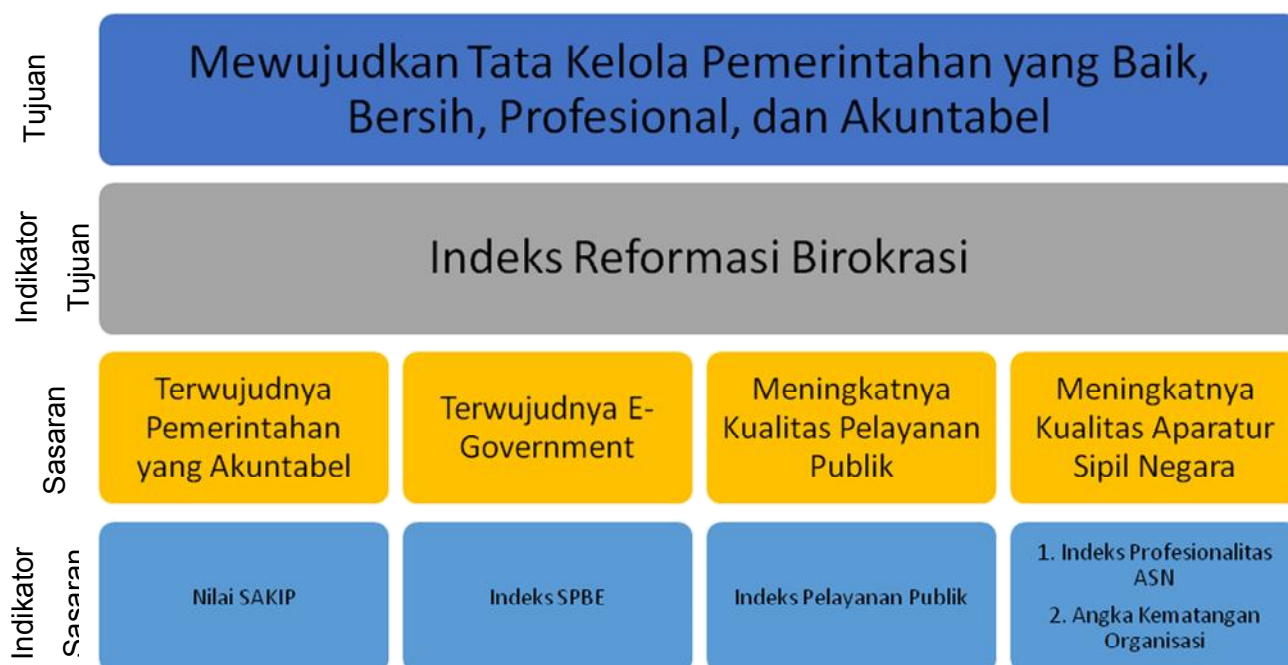 Tujuan
Mewujudkan Tata Kelola Pemerintahan yang Baik,
Bersih, Profesional, dan Akuntabel
Indikator
Tujuan
Indeks Reformasi Birokrasi
Sasaran
Terwujudnya
Pemerintahan
yang Akuntabel
Terwujudnya E-
Government
Meningkatnya
Kualitas Pelayanan
Publik
Meningkatnya
Kualitas Aparatur
Sipil Negara
Indikator
Sasaran
Nilai SAKIP
Indeks SPBE
Indeks Pelayanan Publik
1. Indeks Profesionalitas
ASN
2. Angka Kematangan
Organisasi